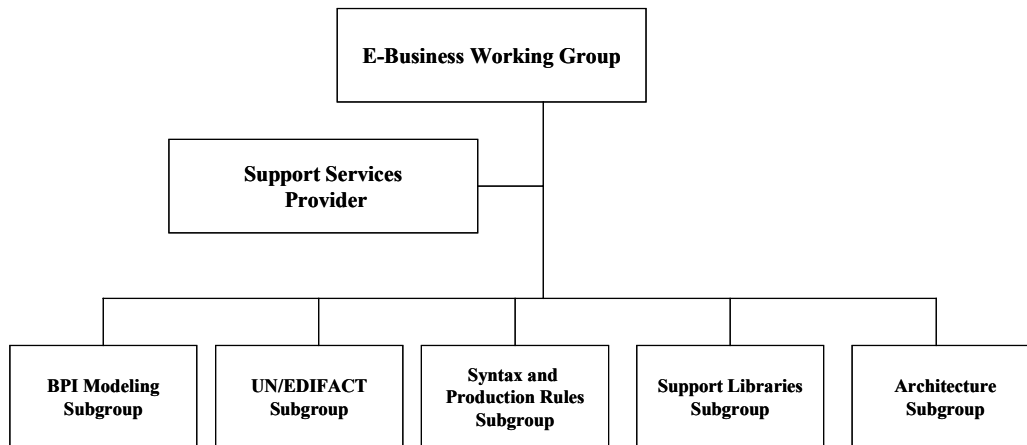 E-Business Working Group
Support Services
Provider
BPI Modeling
Subgroup
UN/EDIFACT
Subgroup
Syntax and
Production Rules
Subgroup
Support Libraries
Subgroup
Architecture
Subgroup